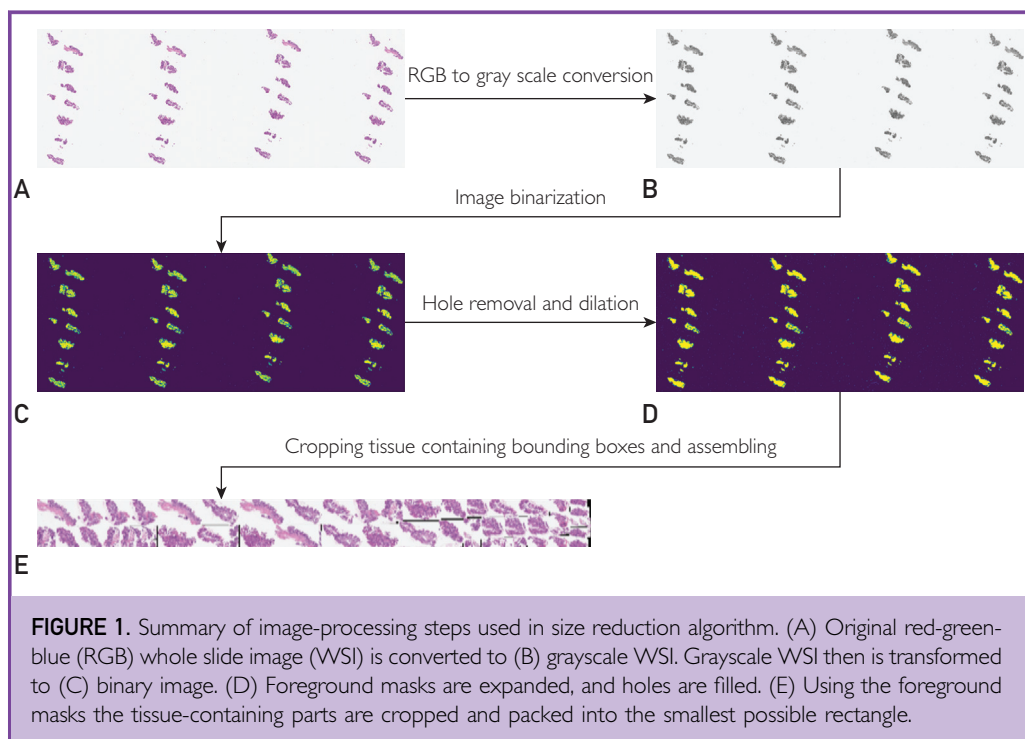 RGB to gray scale conversion
A
B
Image binarization
Hole removal and dilation
C
D
Cropping tissue containing bounding boxes and assembling
E
FIGURE 1. Summary of image-processing steps used in size reduction algorithm. (A) Original red-green-
blue (RGB) whole slide image (WSI) is converted to (B) grayscale WSI. Grayscale WSI then is transformed
to (C) binary image. (D) Foreground masks are expanded, and holes are filled. (E) Using the foreground
masks the tissue-containing parts are cropped and packed into the smallest possible rectangle.